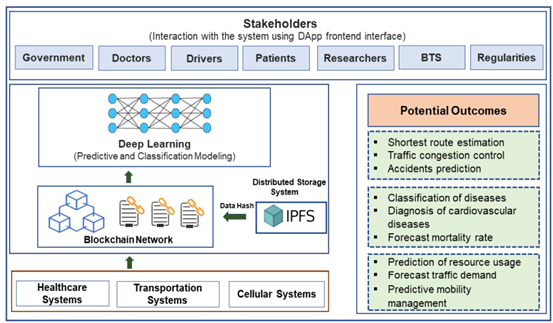 Stakeholders
(Interaction with the system using DApp frontend interface)
Government
Doctors
Drivers
Patients
Researchers
BTS
Regularities
Deep Learning
(Predictive and Classification Modeling)
Distributed Storage
System
Data Hash
IPFS
Blockchain Network
Healthcare
Systems
Transportation
Systems
Cellular Systems
Potential Outcomes
▪ Shortest route estimation
▪ Traffic congestion control
▪ Accidents prediction
▪ Classification of diseases
▪ Diagnosis of cardiovascular
diseases
▪ Forecast mortality rate
▪ Prediction of resource usage
▪ Forecast traffic demand
▪ Predictive mobility
management